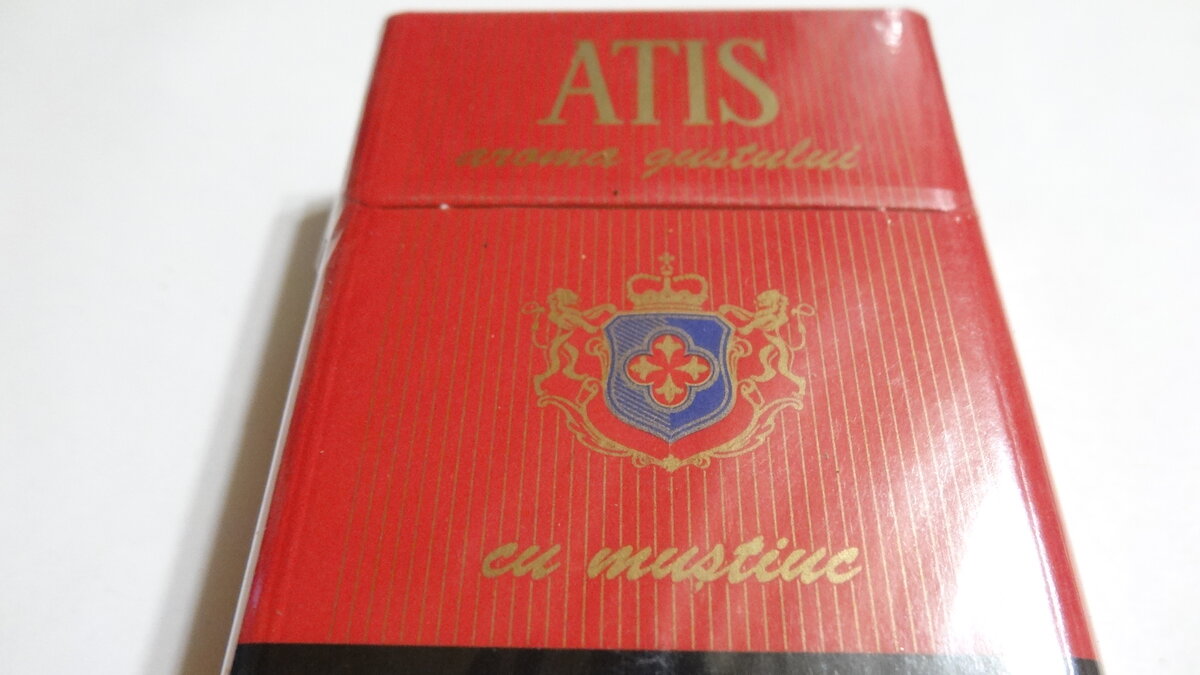 ATIS
aroma gustului
cu muștiuc